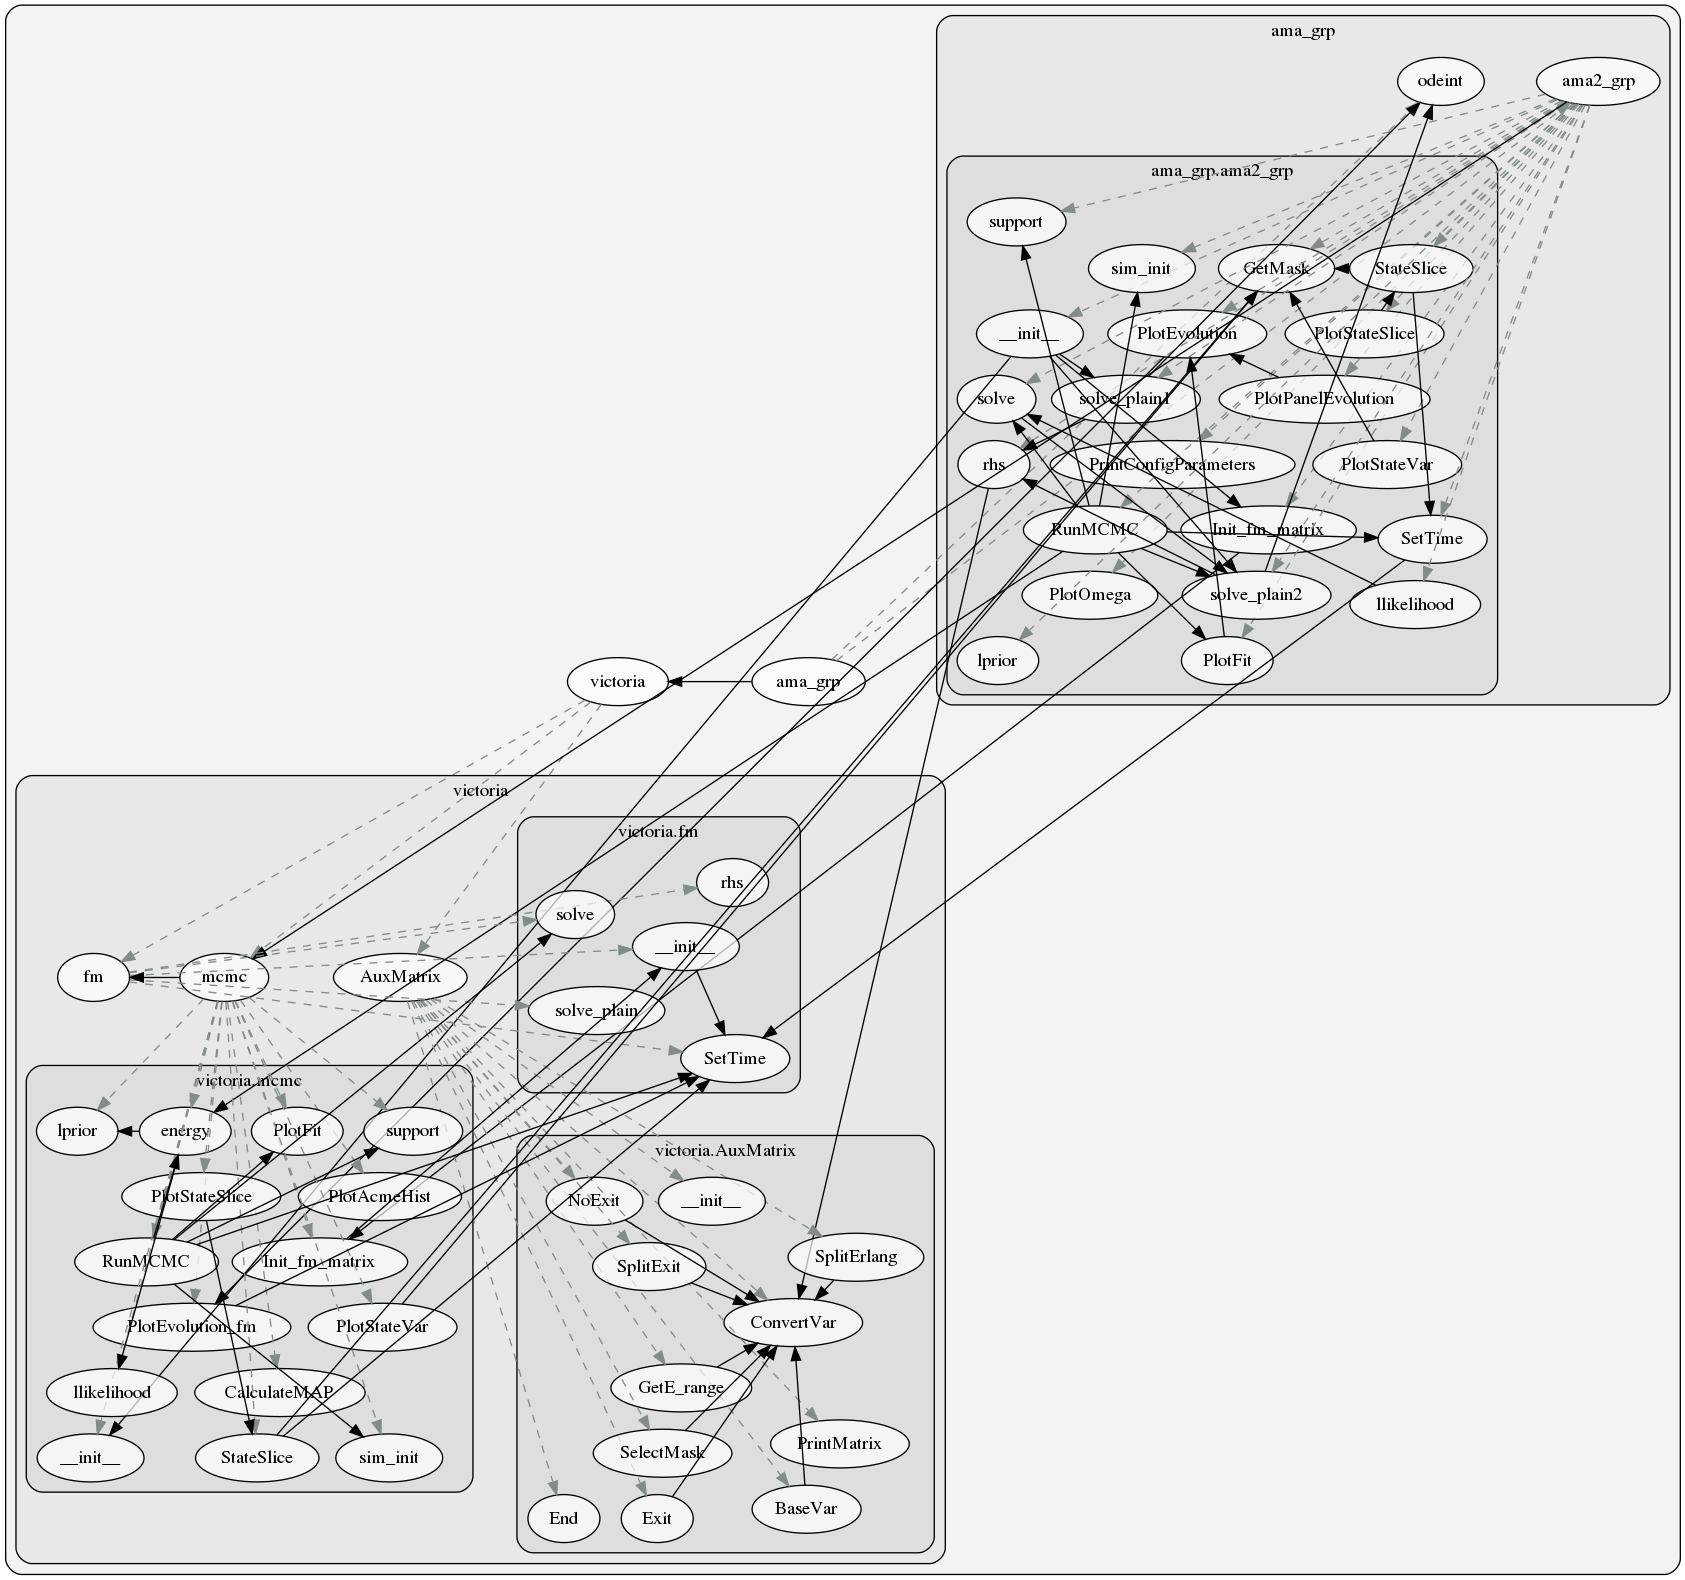 ama_grp
odeint
ama2_grp
ama_grp.ama2_grp
support
sim_init
GetMask
StateSlice
__init__
PlotEvolution
PlotStateSlice
solve
solve_plain1
PlotPanelEvolution
rhs
PrintConfigParameters
PlotStateVar
RunMCMC
Init_fm_matrix
SetTime
PlotOmega
solve_plain2
llikelihood
lprior
PlotFit
victoria
ama_grp
victoria
victoria.fm
rhs
solve
__init__
fm
mcmc
AuxMatrix
solve_plain
SetTime
victoria.mcmc
lprior
energy
PlotFit
support
PlotStateSlice
PlotAcmeHist
RunMCMC
Init_fm_matrix
PlotEvolution_fm
PlotStateVar
llikelihood
CalculateMAP
__init__
StateSlice
sim_init
victoria.AuxMatrix
NoExit
__init__
SplitExit
SplitErlang
ConvertVar
GetE_range
SelectMask
PrintMatrix
End
Exit
BaseVar